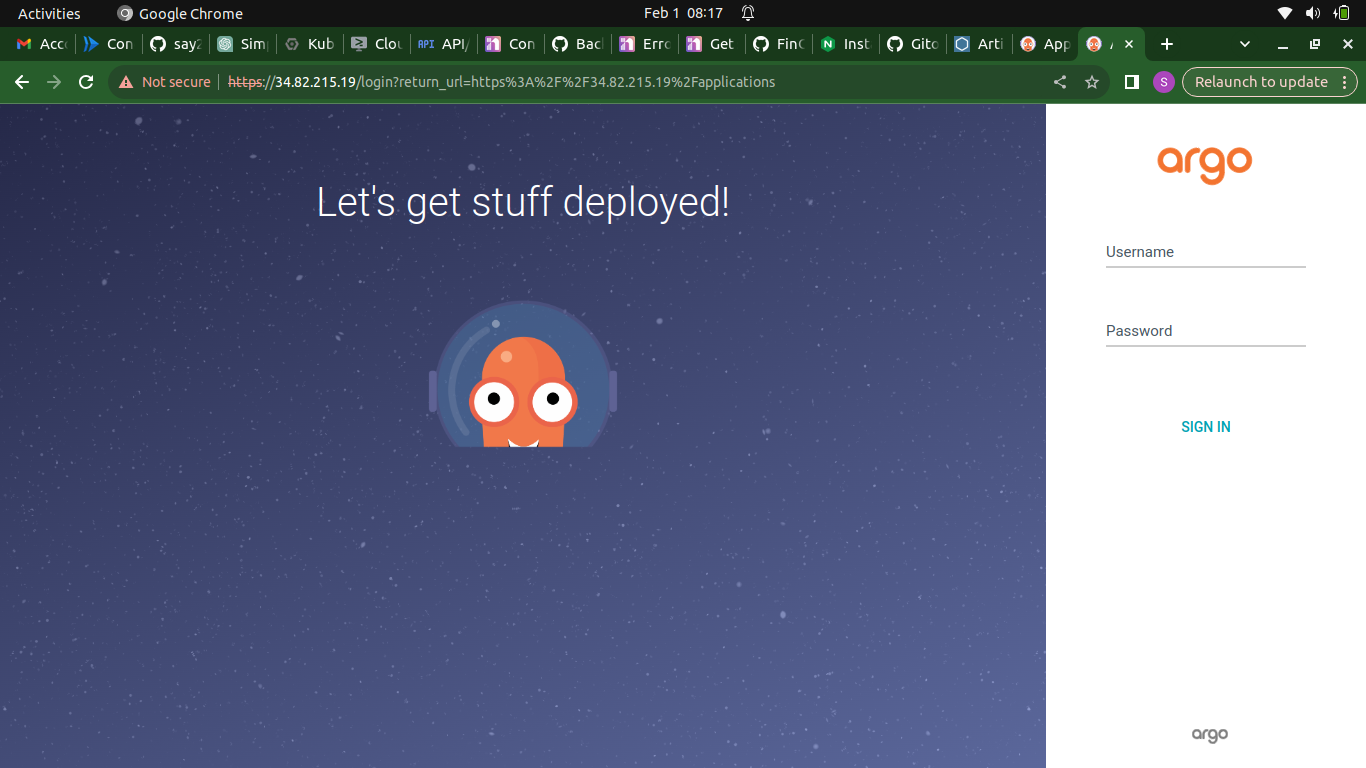 Activities
Google Chrome
Feb 1 08:17
Acc
Con
say2
Sim
Kub
Clou
API API/
Con
Bac
Erro
Get
Inst
Gito
Arti
App
Not secure
https://34.82.215.19/login?return_url=https%3A%2F%2F34.82.215.19%2Fapplications
S
Relaunch to update
Let's get stuff deployed!
argo
Username
Password
SIGN IN
argo